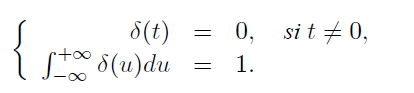 δ(t) = 0, si t ≠ 0,
∫_{-∞}^{+∞} δ(u)du = 1.